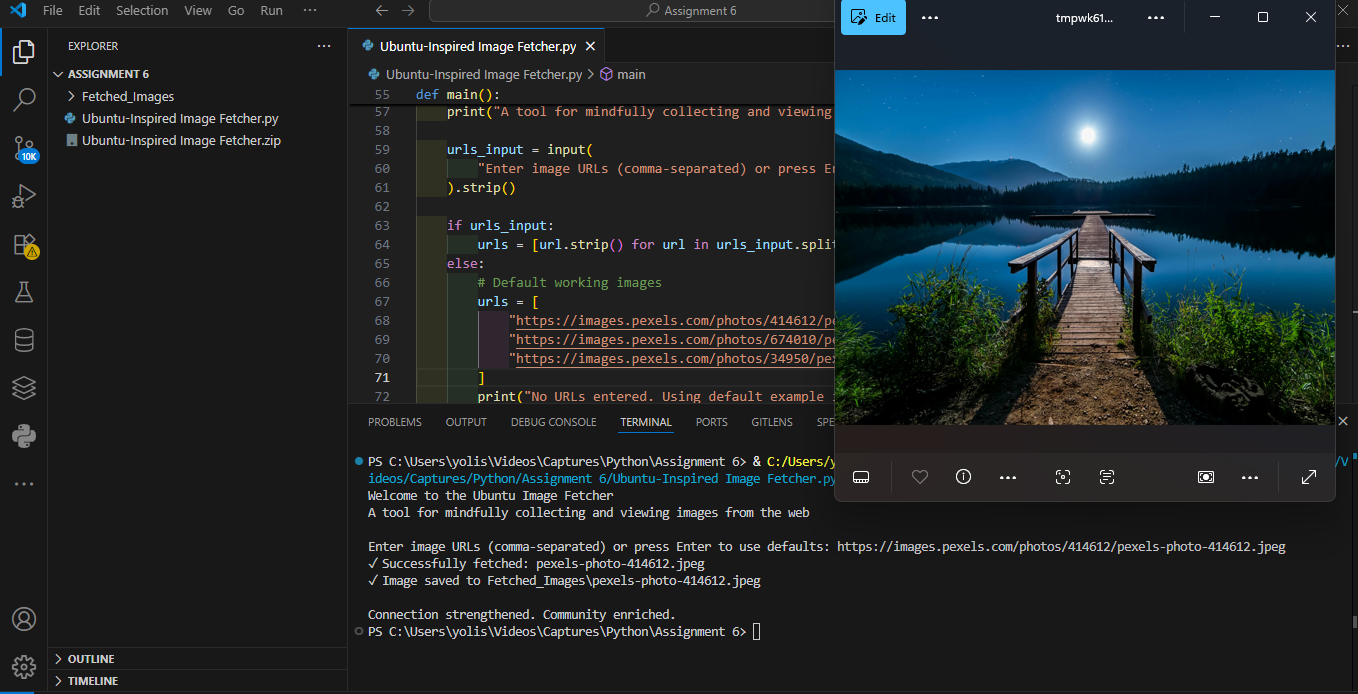 File Edit Selection View Go Run ··· Assignment 6
Edit ··· tmpwk61... ···
EXPLORER ···
ASSIGNMENT 6
Fetched_Images
Ubuntu-Inspired Image Fetcher.py
Ubuntu-Inspired Image Fetcher.zip
10K
OUTLINE
TIMELINE
Ubuntu-Inspired Image Fetcher.py
Ubuntu-Inspired Image Fetcher.py > main
55 def main():
57 print("A tool for mindfully collecting and viewing
58
59 urls_input = input(
60 "Enter image URLs (comma-separated) or press
61 ).strip()
62
63 if urls_input:
64 urls = [url.strip() for url in urls_input.split
65 else:
66 # Default working images
67 urls = [
68 "https://images.pexels.com/photos/414612/
69 "https://images.pexels.com/photos/674010/
70 "https://images.pexels.com/photos/34950/
71 ]
72 print("No URLs entered. Using default example
PROBLEMS OUTPUT DEBUG CONSOLE TERMINAL PORTS GITLENS SPE
PS C:\Users\yolis\Videos\Captures\Python\Assignment 6> & C:/Users/y /V
ideos/Captures/Python/Assignment 6/Ubuntu-Inspired Image Fetcher.py
Welcome to the Ubuntu Image Fetcher
A tool for mindfully collecting and viewing images from the web
Enter image URLs (comma-separated) or press Enter to use defaults: https://images.pexels.com/photos/414612/pexels-photo-414612.jpeg
✓ Successfully fetched: pexels-photo-414612.jpeg
✓ Image saved to Fetched_Images\pexels-photo-414612.jpeg
Connection strengthened. Community enriched.
PS C:\Users\yolis\Videos\Captures\Python\Assignment 6>